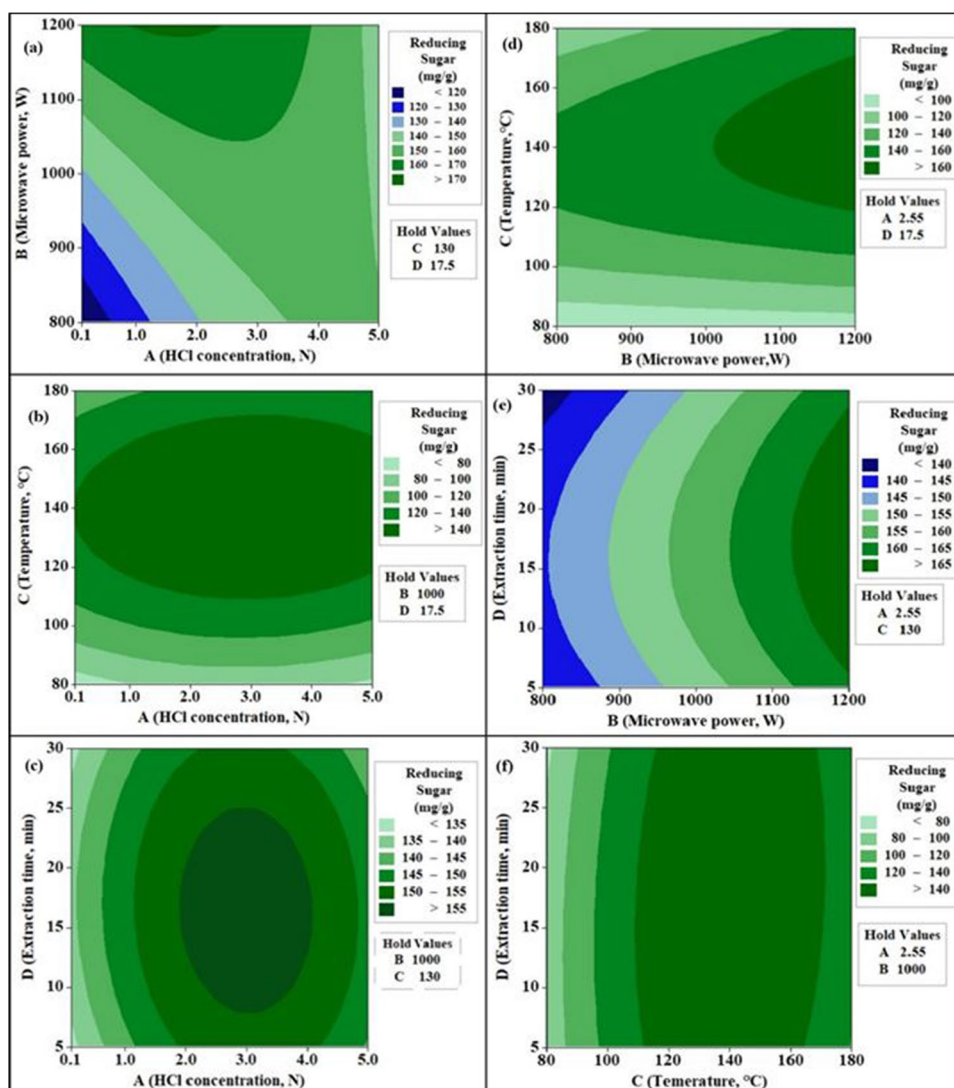 (a)
1200
1100
1000
900
800
B (Microwave power, W)
0.1 1.0 2.0 3.0 4.0 5.0
A (HCl concentration, N)
Reducing
Sugar
(mg/g)
< 120
120 – 130
130 – 140
140 – 150
150 – 160
160 – 170
> 170
Hold Values
C 130
D 17.5
(d)
180
160
140
120
100
80
C (Temperature,°C)
800 900 1000 1100 1200
B (Microwave power,W)
Reducing
Sugar
(mg/g)
< 100
100 – 120
120 – 140
140 – 160
> 160
Hold Values
A 2.55
D 17.5
(b)
180
160
140
120
100
80
C (Temperature, °C)
0.1 1.0 2.0 3.0 4.0 5.0
A (HCl concentration, N)
Reducing
Sugar
(mg/g)
< 80
80 – 100
100 – 120
120 – 140
> 140
Hold Values
B 1000
D 17.5
(e)
30
25
20
15
10
5
D (Extraction time, min)
800 900 1000 1100 1200
B (Microwave power, W)
Reducing
Sugar
(mg/g)
< 140
140 – 145
145 – 150
150 – 155
155 – 160
160 – 165
> 165
Hold Values
A 2.55
C 130
(c)
30
25
20
15
10
5
D (Extraction time, min)
0.1 1.0 2.0 3.0 4.0 5.0
A (HCl concentration, N)
Reducing
Sugar
(mg/g)
< 135
135 – 140
140 – 145
145 – 150
150 – 155
> 155
Hold Values
B 1000
C 130
(f)
30
25
20
15
10
5
D (Extraction time, min)
80 100 120 140 160 180
C (Temerature, °C)
Reducing
Sugar
(mg/g)
< 80
80 – 100
100 – 120
120 – 140
> 140
Hold Values
A 2.55
B 1000